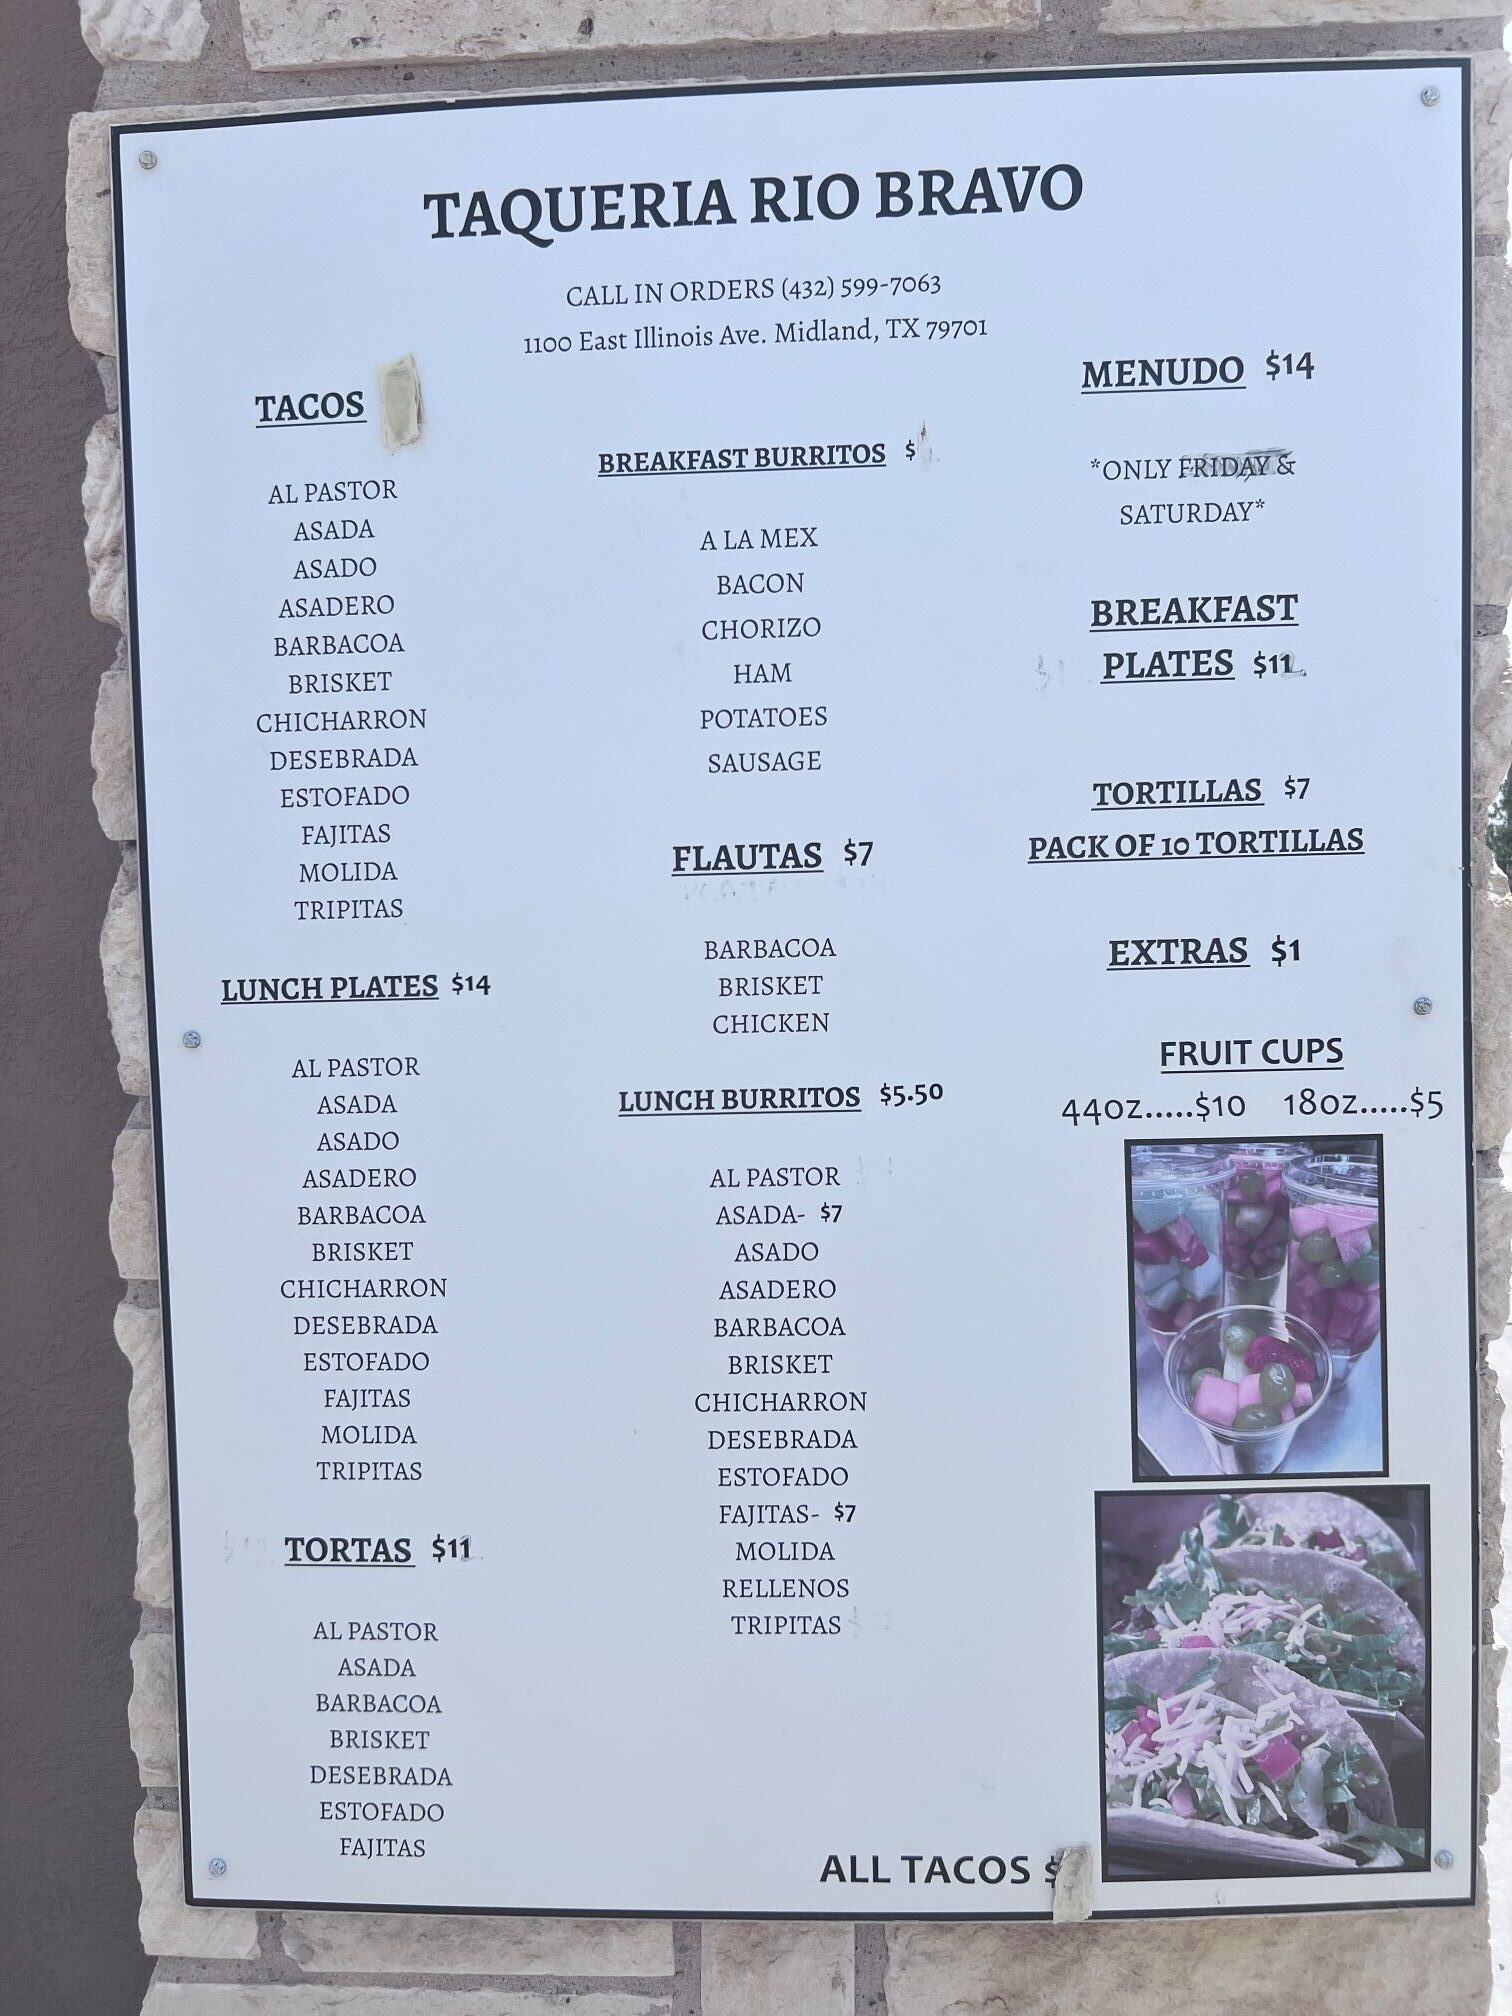 TAQUERIA RIO BRAVO
CALL IN ORDERS (432) 599-7063
1100 East Illinois Ave. Midland, TX 79701
TACOS
AL PASTOR
ASADA
ASADO
ASADERO
BARBACOA
BRISKET
CHICHARRON
DESEBRADA
ESTOFADO
FAJITAS
MOLIDA
TRIPITAS
LUNCH PLATES $14
AL PASTOR
ASADA
ASADO
ASADERO
BARBACOA
BRISKET
CHICHARRON
DESEBRADA
ESTOFADO
FAJITAS
MOLIDA
TRIPITAS
TORTAS $11
AL PASTOR
ASADA
BARBACOA
BRISKET
DESEBRADA
ESTOFADO
FAJITAS
BREAKFAST BURRITOS $
A LA MEX
BACON
CHORIZO
HAM
POTATOES
SAUSAGE
FLAUTAS $7
BARBACOA
BRISKET
CHICKEN
LUNCH BURRITOS $5.50
AL PASTOR
ASADA- $7
ASADO
ASADERO
BARBACOA
BRISKET
CHICHARRON
DESEBRADA
ESTOFADO
FAJITAS- $7
MOLIDA
RELLENOS
TRIPITAS
MENUDO $14
*ONLY FRIDAY &
SATURDAY*
BREAKFAST
PLATES $11
TORTILLAS $7
PACK OF 10 TORTILLAS
EXTRAS $1
FRUIT CUPS
44oz.....$10 18oz.....$5
ALL TACOS $